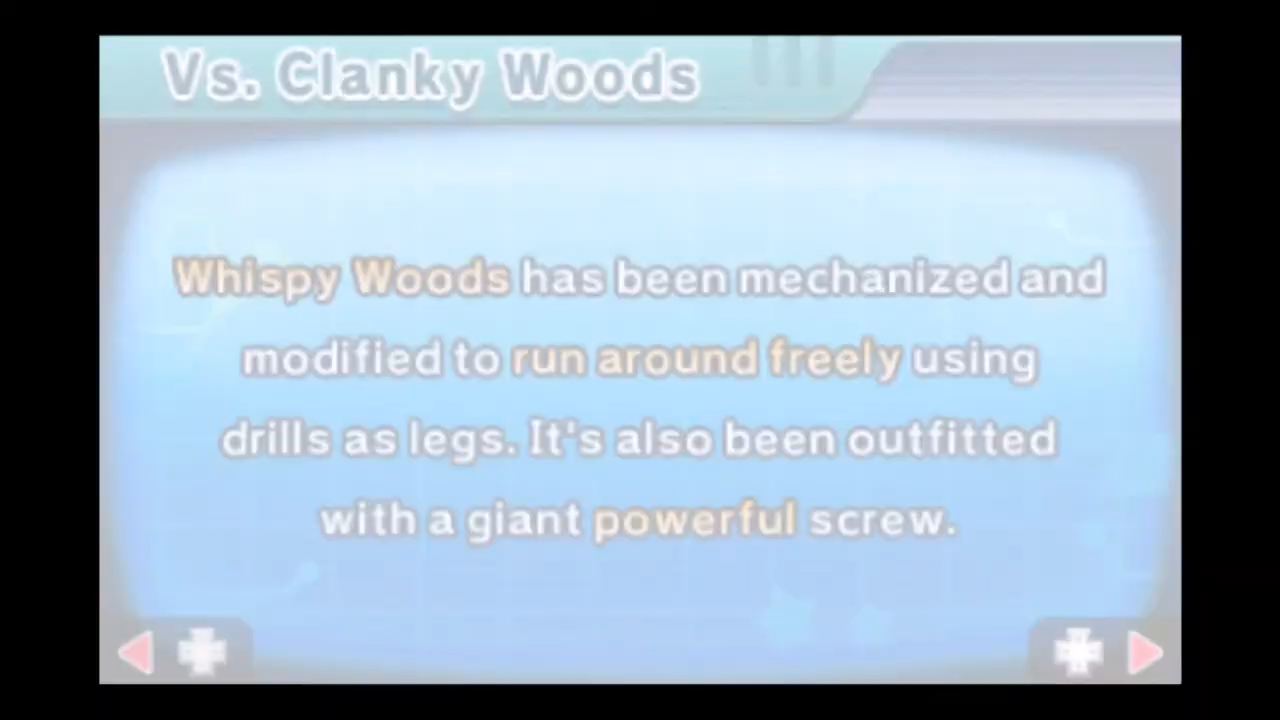 Vs. Clanky Woods
Whispy Woods has been mechanized and
modified to run around freely using
drills as legs. It's also been outfitted
with a giant powerful screw.